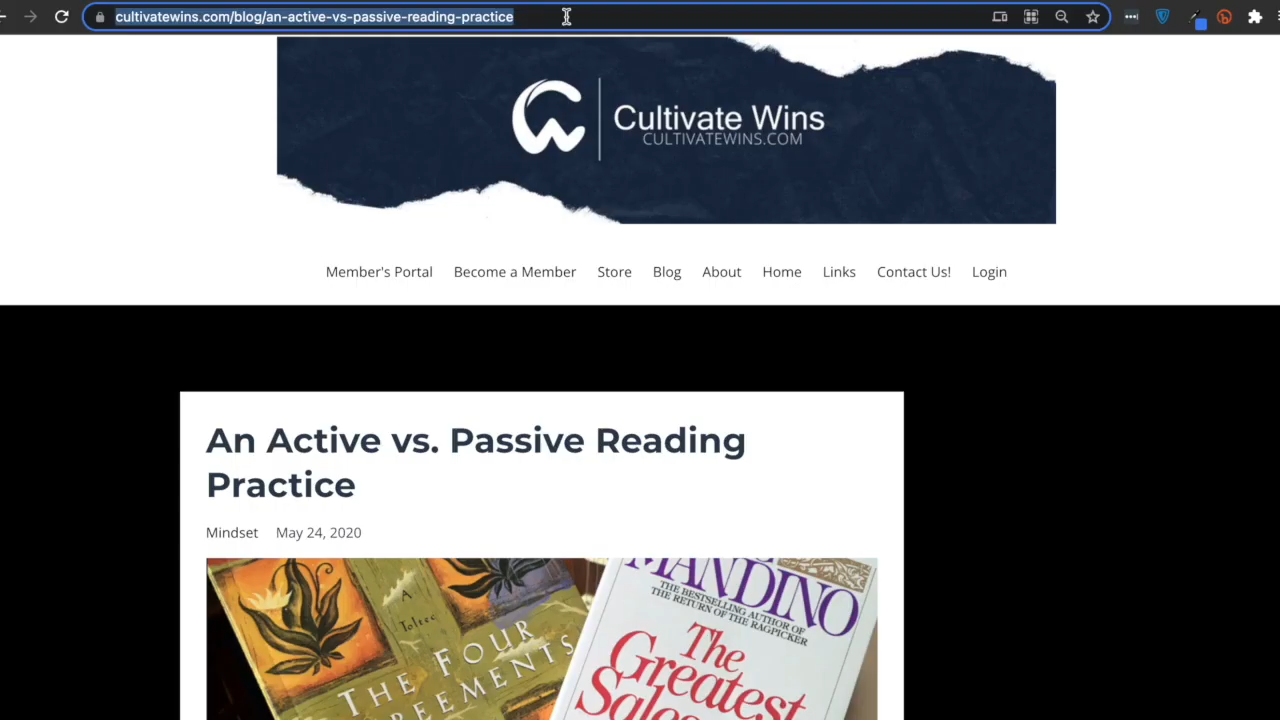 cultivatewins.com/blog/an-active-vs-passive-reading-practice
Cultivate Wins
CULTIVATEWINS.COM
Member's Portal Become a Member Store Blog About Home Links Contact Us! Login
An Active vs. Passive Reading
Practice
Mindset May 24, 2020
A
Toltec
THE FOUR
MANDINO
THE BESTSELLING AUTHOR OF
THE RETURN OF THE RAGPICKER
The
Greatest